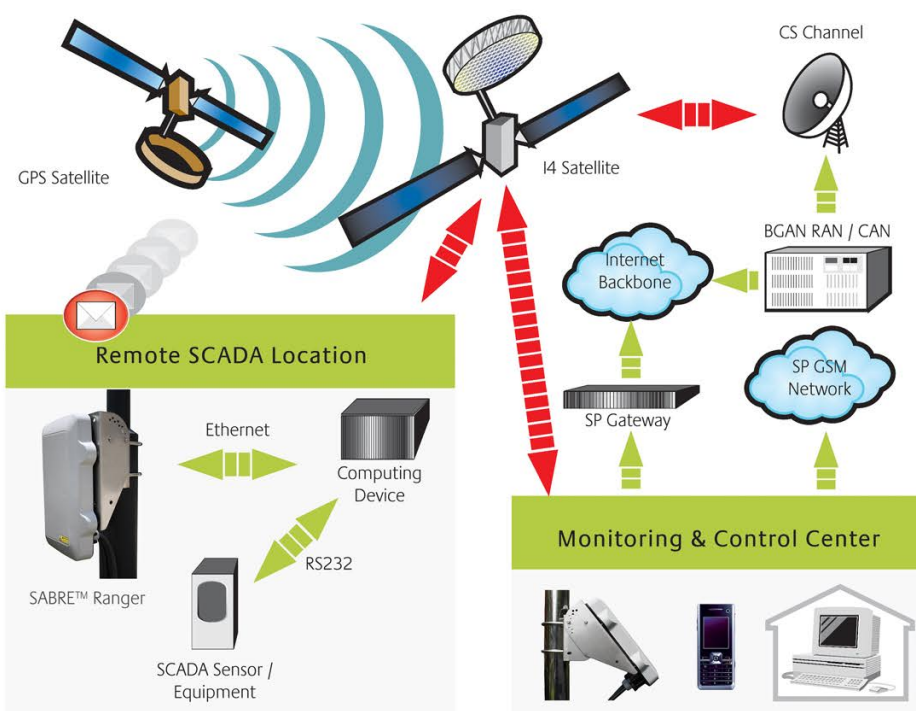 CS Channel
GPS Satellite
I4 Satellite
BGAN RAN / CAN
Internet
Backbone
Remote SCADA Location
SP GSM
Network
SP Gateway
Ethernet
Computing
Device
RS232
SABRE™ Ranger
SCADA Sensor /
Equipment
Monitoring & Control Center